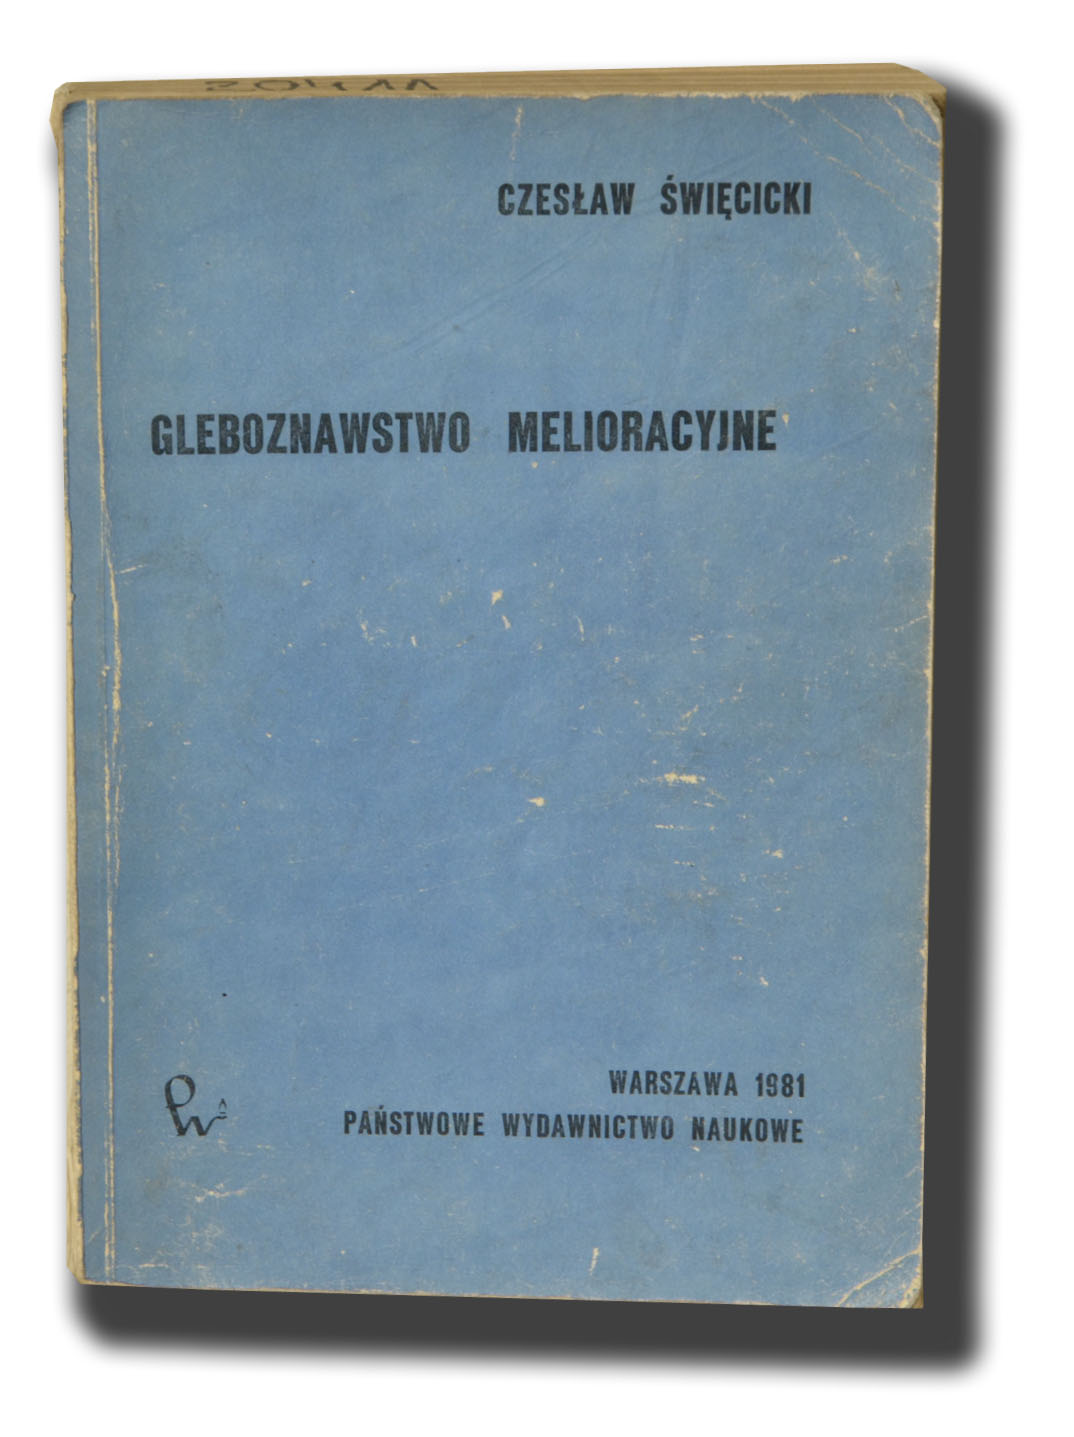 CZESŁAW ŚWIĘCICKI
GLEBOZNAWSTWO MELIORACYJNE
WARSZAWA 1981
PAŃSTWOWE WYDAWNICTWO NAUKOWE